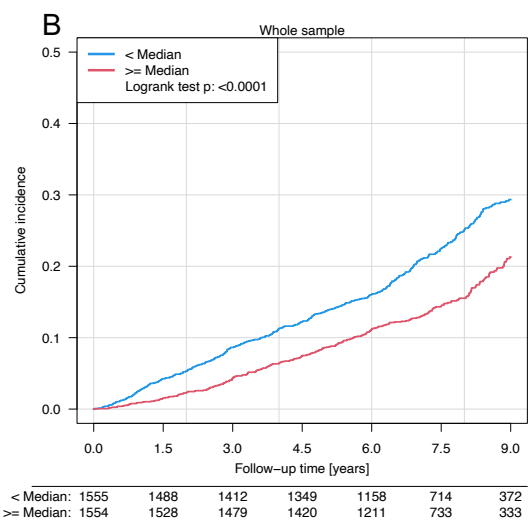 B
Whole sample
< Median
>= Median
Logrank test p: <0.0001
Cumulative incidence
0.5
0.4
0.3
0.2
0.1
0.0
0.0 1.5 3.0 4.5 6.0 7.5 9.0
Follow-up time [years]
< Median: 1555 1488 1412 1349 1158 714 372
>= Median: 1554 1528 1479 1420 1211 733 333